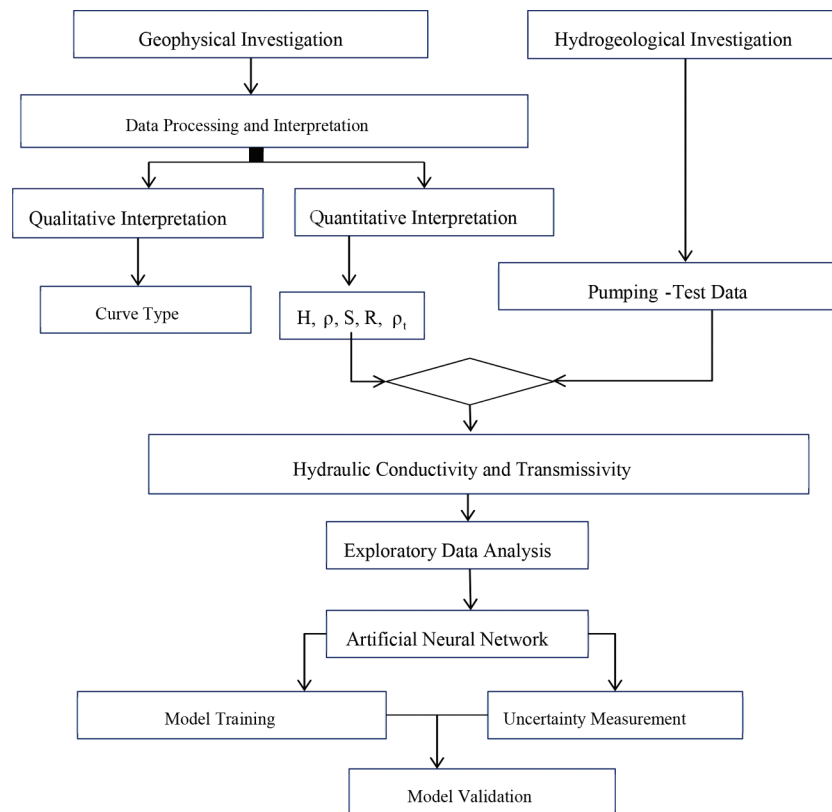 Geophysical Investigation
Hydrogeological Investigation
Data Processing and Interpretation
Qualitative Interpretation
Quantitative Interpretation
Curve Type
H, ρ, S, R, ρt
Pumping -Test Data
Hydraulic Conductivity and Transmissivity
Exploratory Data Analysis
Artificial Neural Network
Model Training
Uncertainty Measurement
Model Validation